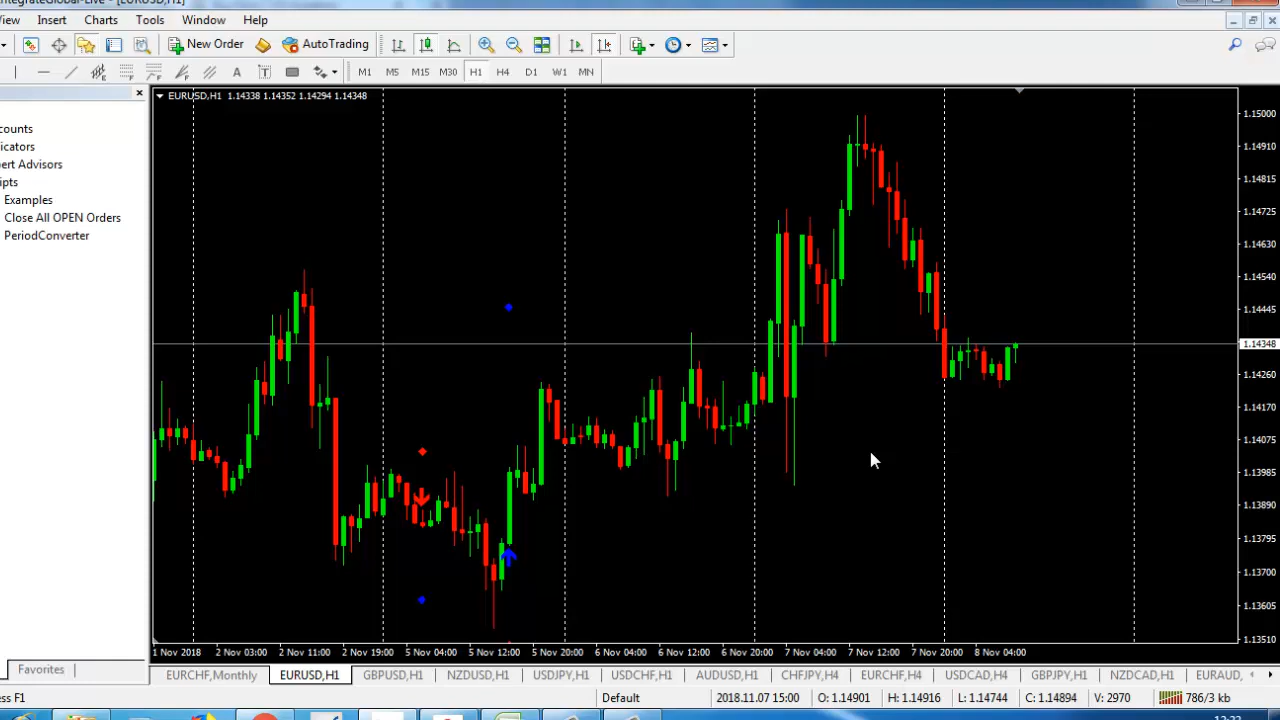 IntegrateGlobal-Live - [EURUSD,H1]
View Insert Charts Tools Window Help
New Order AutoTrading
A T M1 M5 M15 M30 H1 H4 D1 W1 MN
EURUSD,H1 1.14338 1.14352 1.14294 1.14348
counts
icators
ert Advisors
ipts
Examples
Close All OPEN Orders
PeriodConverter
1.15000
1.14910
1.14815
1.14725
1.14630
1.14540
1.14445
1.14348
1.14260
1.14170
1.14075
1.13985
1.13890
1.13795
1.13700
1.13605
1.13510
1 Nov 2018 2 Nov 03:00 2 Nov 11:00 2 Nov 19:00 5 Nov 04:00 5 Nov 12:00 5 Nov 20:00 6 Nov 04:00 6 Nov 12:00 6 Nov 20:00 7 Nov 04:00 7 Nov 12:00 7 Nov 20:00 8 Nov 04:00
Favorites
EURCHF,Monthly EURUSD,H1 GBPUSD,H1 NZDUSD,H1 USDJPY,H1 USDCHF,H1 AUDUSD,H1 CHFJPY,H4 EURCHF,H4 USDCAD,H4 GBPJPY,H1 NZDCAD,H1 EURAUD,
ess F1 Default 2018.11.07 15:00 O: 1.14901 H: 1.14916 L: 1.14744 C: 1.14894 V: 2970 786/3 kb